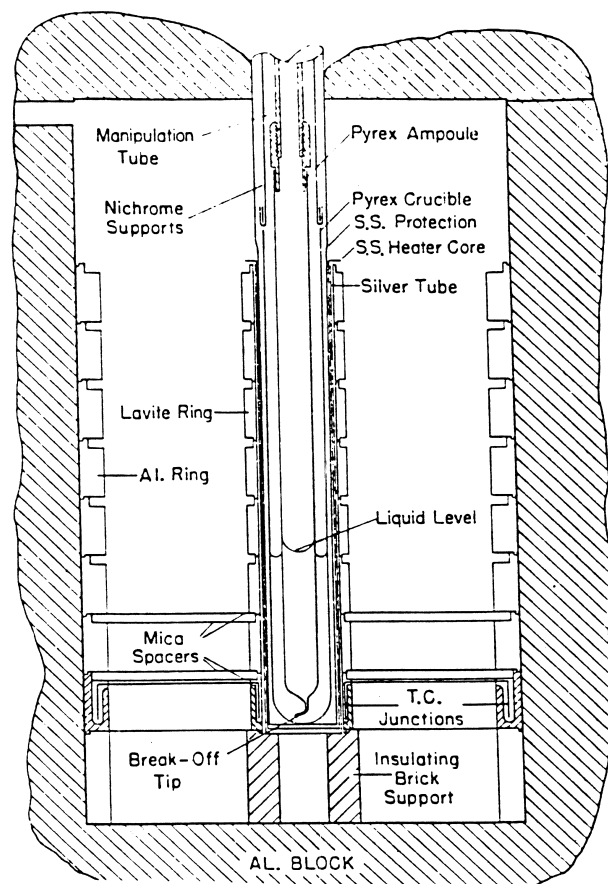 Manipulation
Tube
Pyrex Ampoule
Nichrome
Supports
Pyrex Crucible
S.S. Protection
S.S. Heater Core
Silver Tube
Lavite Ring
Al. Ring
Liquid Level
Mica
Spacers
T.C.
Junctions
Break-Off
Tip
Insulating
Brick
Support
AL. BLOCK